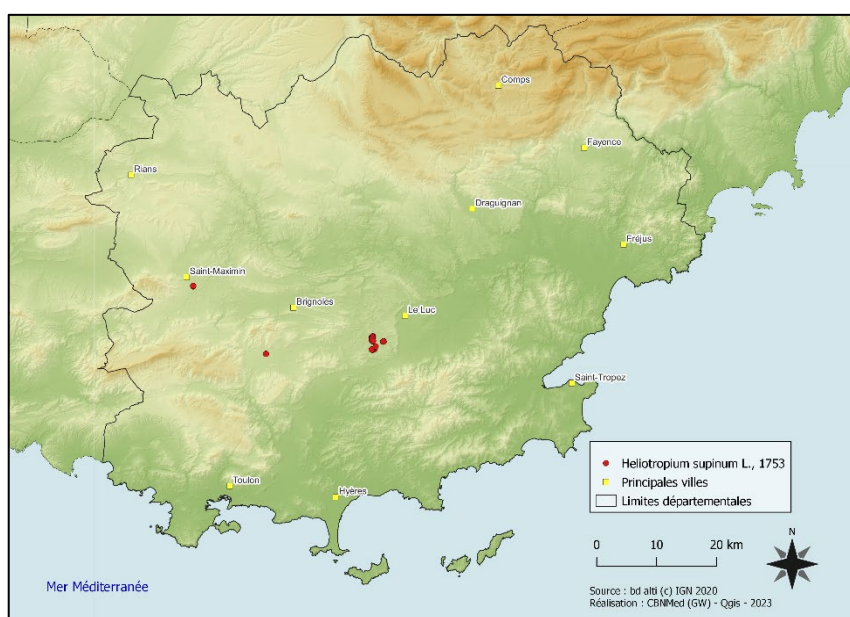 Comps
Fayence
Rians
Draguignan
Fréjus
Saint-Maximin
Brignoles
Le Luc
Saint-Tropez
Heliotropium supinum L., 1753
Principales villes
Limites départementales
Toulon
Hyères
N
0 10 20 km
Mer Méditerranée
Source : bd alti (c) IGN 2020
Réalisation : CBNMed (GW) - Qgis - 2023